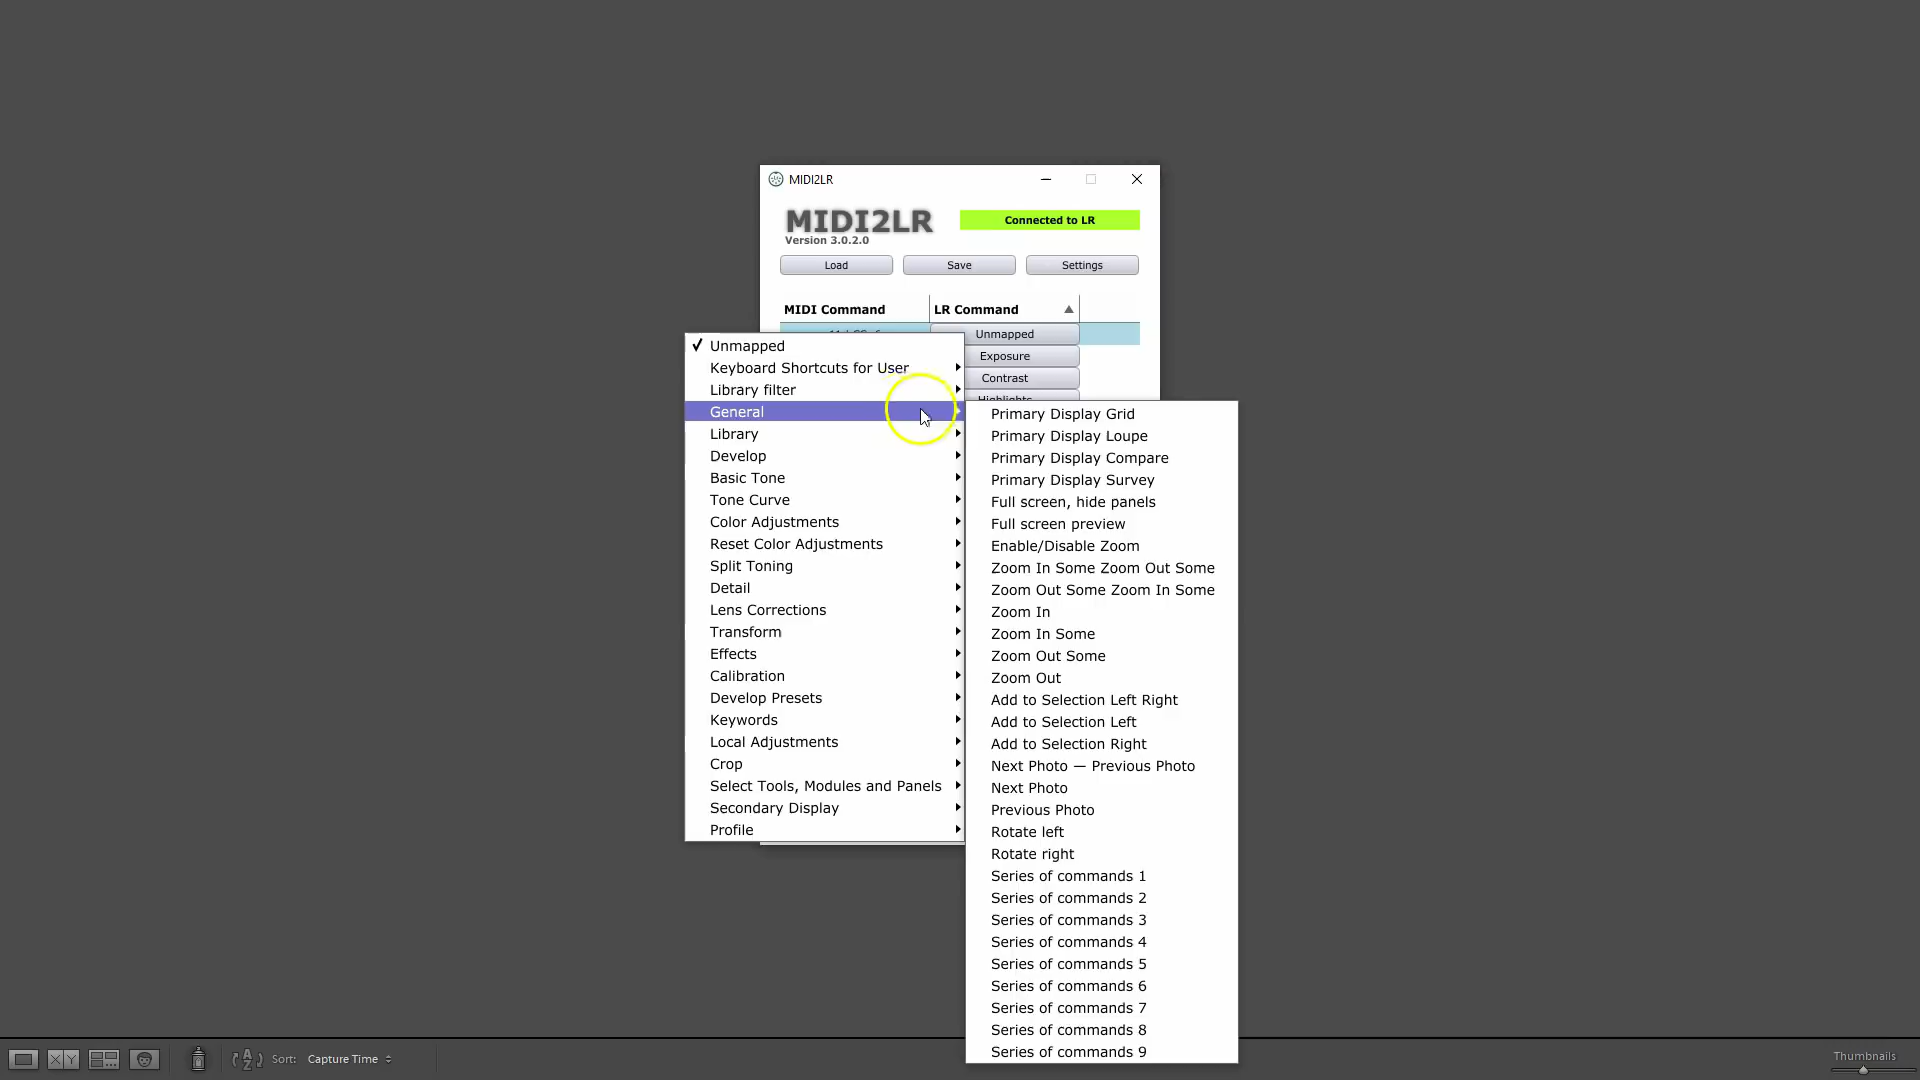 MIDI2LR
MIDI2LR
Connected to LR
Version 3.0.2.0
Load
Save
Settings
MIDI Command
LR Command
Unmapped
Exposure
Contrast
Highlights
Unmapped
Keyboard Shortcuts for User
Library filter
General
Library
Develop
Basic Tone
Tone Curve
Color Adjustments
Reset Color Adjustments
Split Toning
Detail
Lens Corrections
Transform
Effects
Calibration
Develop Presets
Keywords
Local Adjustments
Crop
Select Tools, Modules and Panels
Secondary Display
Profile
Primary Display Grid
Primary Display Loupe
Primary Display Compare
Primary Display Survey
Full screen, hide panels
Full screen preview
Enable/Disable Zoom
Zoom In Some Zoom Out Some
Zoom Out Some Zoom In Some
Zoom In
Zoom In Some
Zoom Out Some
Zoom Out
Add to Selection Left Right
Add to Selection Left
Add to Selection Right
Next Photo — Previous Photo
Next Photo
Previous Photo
Rotate left
Rotate right
Series of commands 1
Series of commands 2
Series of commands 3
Series of commands 4
Series of commands 5
Series of commands 6
Series of commands 7
Series of commands 8
Series of commands 9
XY
AZ
Sort: Capture Time
Thumbnails